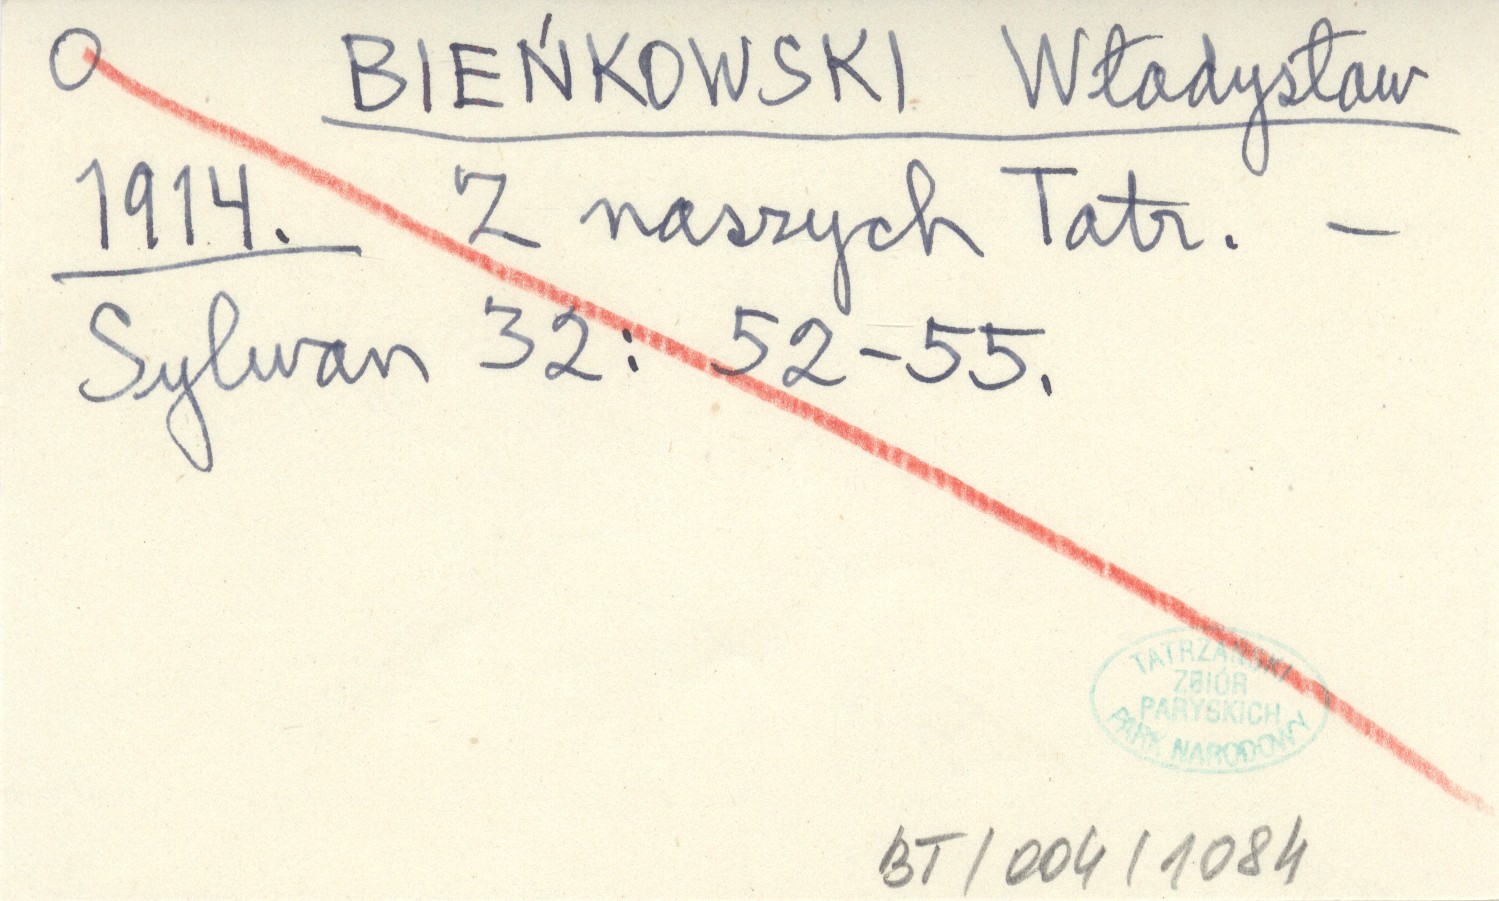 O BIEŃKOWSKI Władysław
1914. Z naszych Tatr. –
Sylwan 32: 52-55.
TATRZAŃSKI
ZBIÓR
PARYSKICH
PARK NARODOWY
BT/004/1084